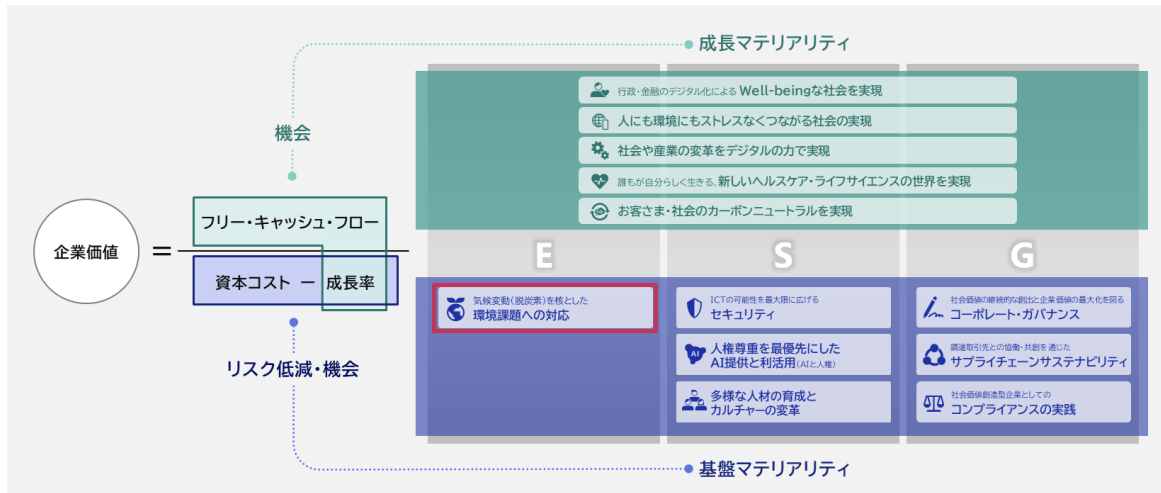 成長マテリアリティ
行政・金融のデジタル化による Well-beingな社会を実現
人にも環境にもストレスなくつながる社会の実現
社会や産業の変革をデジタルの力で実現
誰もが自分らしく生きる、新しいヘルスケア・ライフサイエンスの世界を実現
お客さま・社会のカーボンニュートラルを実現
機会
企業価値
=
フリー・キャッシュ・フロー
資本コスト ー 成長率
リスク低減・機会
E
S
G
気候変動(脱炭素)を核とした
環境課題への対応
ICTの可能性を最大限に広げる
セキュリティ
AI
人権尊重を最優先にした
AI提供と利活用(AIと人権)
多様な人材の育成と
カルチャーの変革
社会価値の継続的な創出と企業価値の最大化を図る
コーポレート・ガバナンス
調達取引先との協働・共創を通じた
サプライチェーンサステナビリティ
社会価値創造型企業としての
コンプライアンスの実践
基盤マテリアリティ